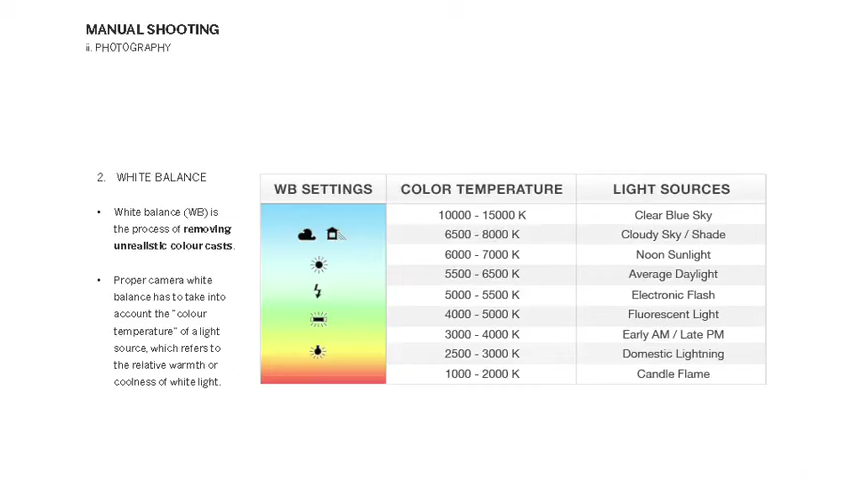 MANUAL SHOOTING
ii. PHOTOGRAPHY
2. WHITE BALANCE
• White balance (WB) is
the process of removing
unrealistic colour casts.
• Proper camera white
balance has to take into
account the "colour
temperature" of a light
source, which refers to
the relative warmth or
coolness of white light.
WB SETTINGS COLOR TEMPERATURE LIGHT SOURCES
10000 - 15000 K Clear Blue Sky
6500 - 8000 K Cloudy Sky / Shade
6000 - 7000 K Noon Sunlight
5500 - 6500 K Average Daylight
5000 - 5500 K Electronic Flash
4000 - 5000 K Fluorescent Light
3000 - 4000 K Early AM / Late PM
2500 - 3000 K Domestic Lightning
1000 - 2000 K Candle Flame